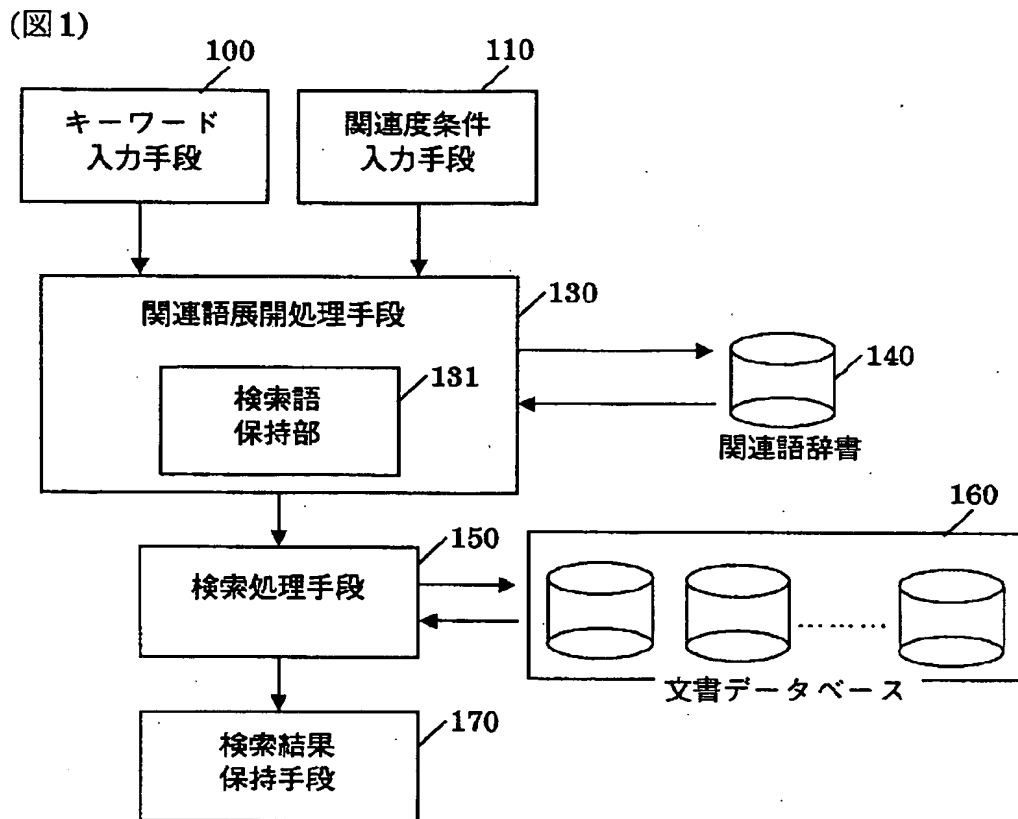 (図1)
100
110
キーワード
入力手段
関連度条件
入力手段
関連語展開処理手段
130
検索語
保持部
131
140
関連語辞書
150
検索処理手段
160
文書データベース
検索結果
保持手段
170